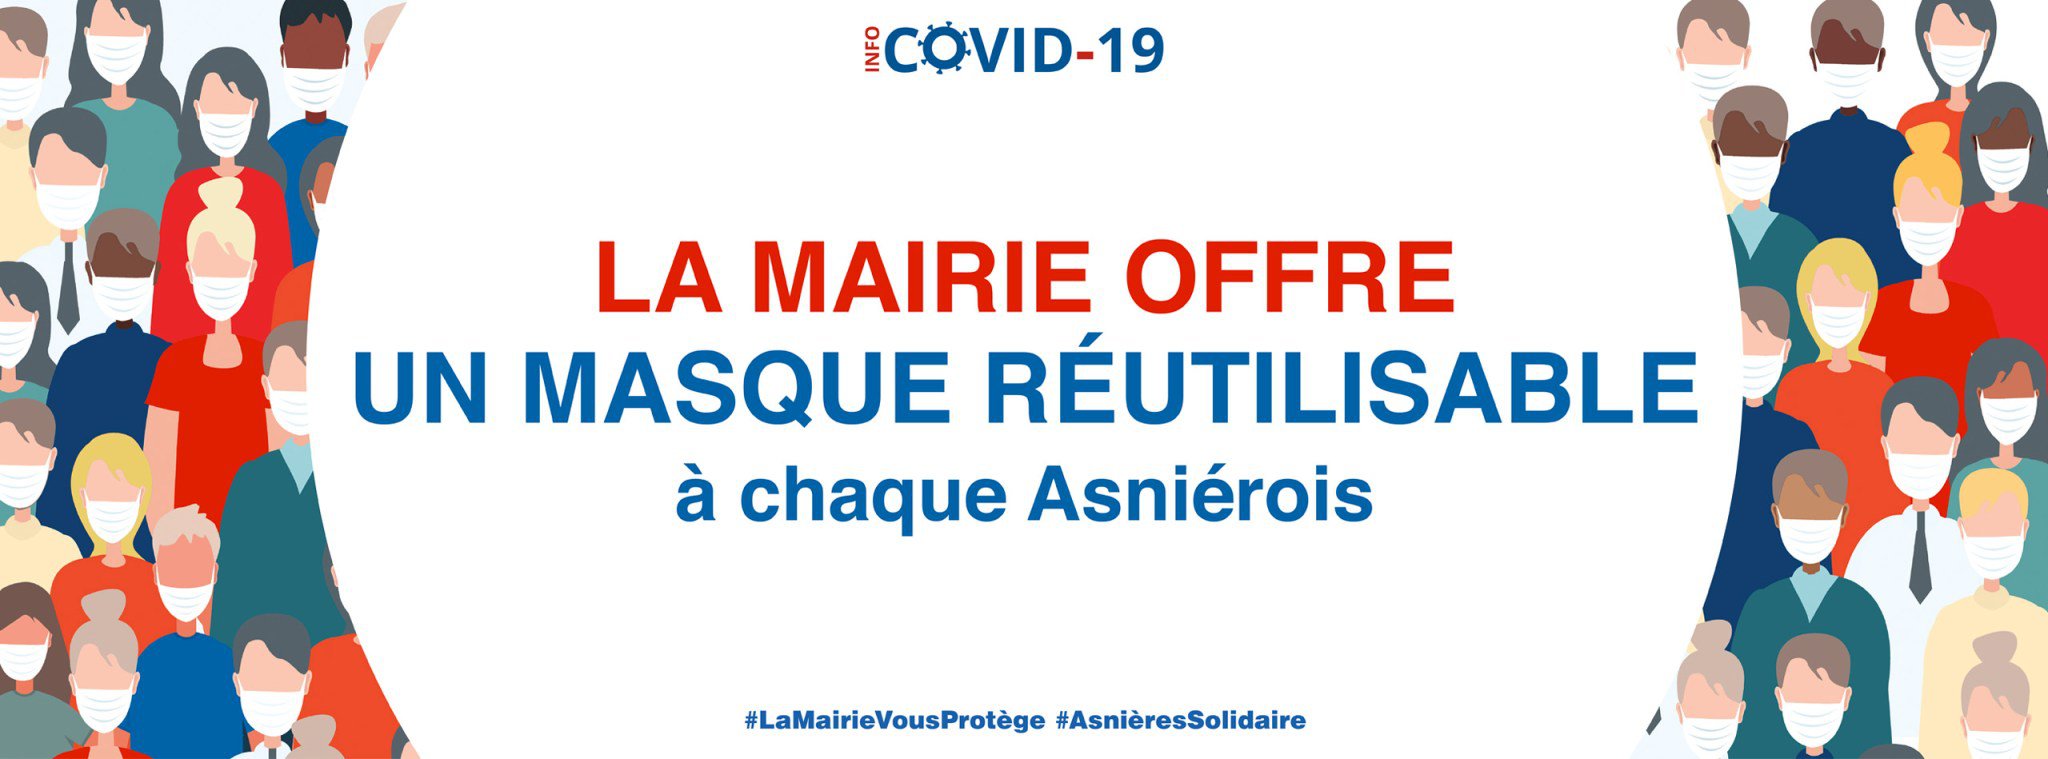 INFO COVID-19
LA MAIRIE OFFRE
UN MASQUE RÉUTILISABLE
à chaque Asniérois
#LaMairieVousProtège #AsnièresSolidaire